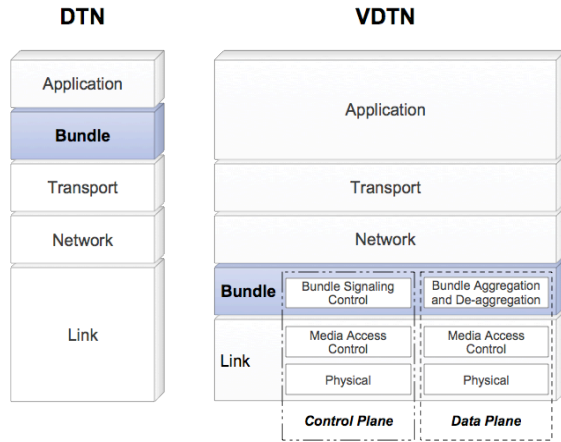 DTN
Application
Bundle
Transport
Network
Link
VDTN
Application
Transport
Network
Bundle
Bundle Signaling
Control
Bundle Aggregation
and De-aggregation
Link
Media Access
Control
Media Access
Control
Physical
Physical
Control Plane
Data Plane